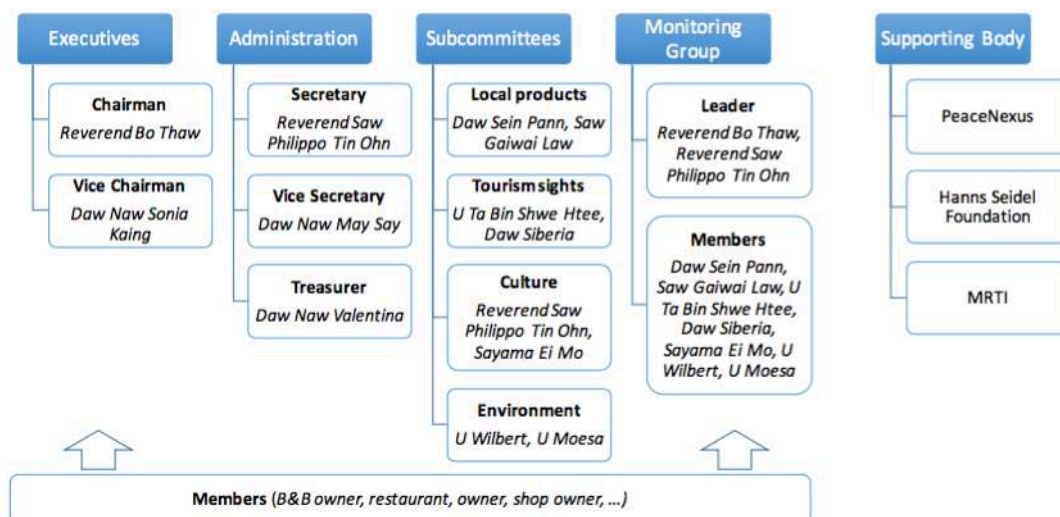 Executives
Chairman
Reverend Bo Thaw
Vice Chairman
Daw Naw Sonia
Kaing
Administration
Secretary
Reverend Saw
Philippo Tin Ohn
Vice Secretary
Daw Naw May Say
Treasurer
Daw Naw Valentina
Subcommittees
Local products
Daw Sein Pann, Saw
Gaiwai Law
Tourism sights
U Ta Bin Shwe Htee,
Daw Siberia
Culture
Reverend Saw
Philippo Tin Ohn,
Sayama Ei Mo
Environment
U Wilbert, U Moesa
Monitoring
Group
Leader
Reverend Bo Thaw,
Reverend Saw
Philippo Tin Ohn
Members
Daw Sein Pann,
Saw Gaiwai Law, U
Ta Bin Shwe Htee,
Daw Siberia,
Sayama Ei Mo, U
Wilbert, U Moesa
Supporting Body
PeaceNexus
Hanns Seidel
Foundation
MRTI
Members (B&B owner, restaurant, owner, shop owner, ...)